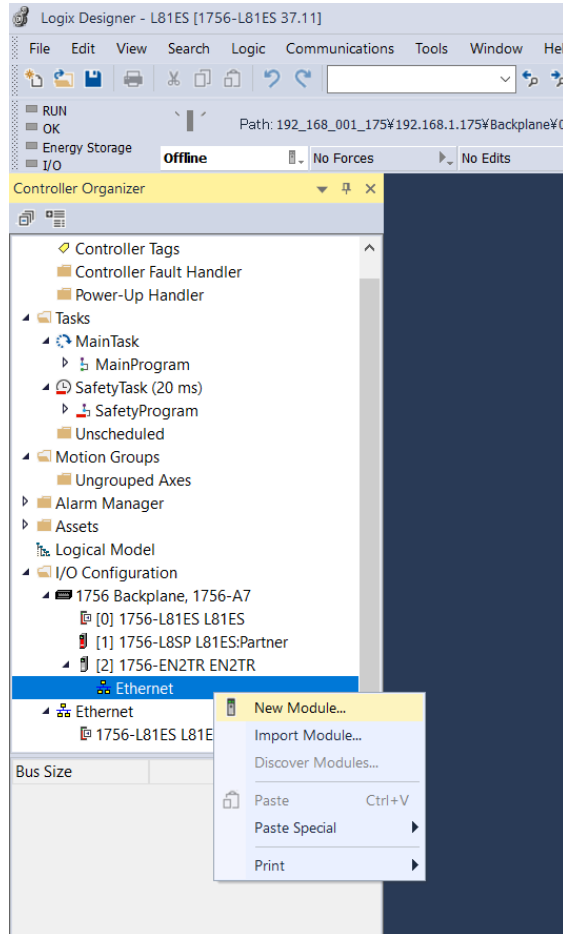 Logix Designer - L81ES [1756-L81ES 37.11]
File Edit View Search Logic Communications Tools Window
RUN
OK
Energy Storage
I/O
Path: 192_168_001_175¥192.168.1.175¥Backplane¥
Offline
No Forces
No Edits
Controller Organizer
Controller Tags
Controller Fault Handler
Power-Up Handler
Tasks
MainTask
MainProgram
SafetyTask (20 ms)
SafetyProgram
Unscheduled
Motion Groups
Ungrouped Axes
Alarm Manager
Assets
Logical Model
I/O Configuration
1756 Backplane, 1756-A7
[0] 1756-L81ES L81ES
[1] 1756-L8SP L81ES:Partner
[2] 1756-EN2TR EN2TR
Ethernet
Ethernet
1756-L81ES L81E
New Module...
Import Module...
Discover Modules...
Paste Ctrl+V
Paste Special
Print
Bus Size